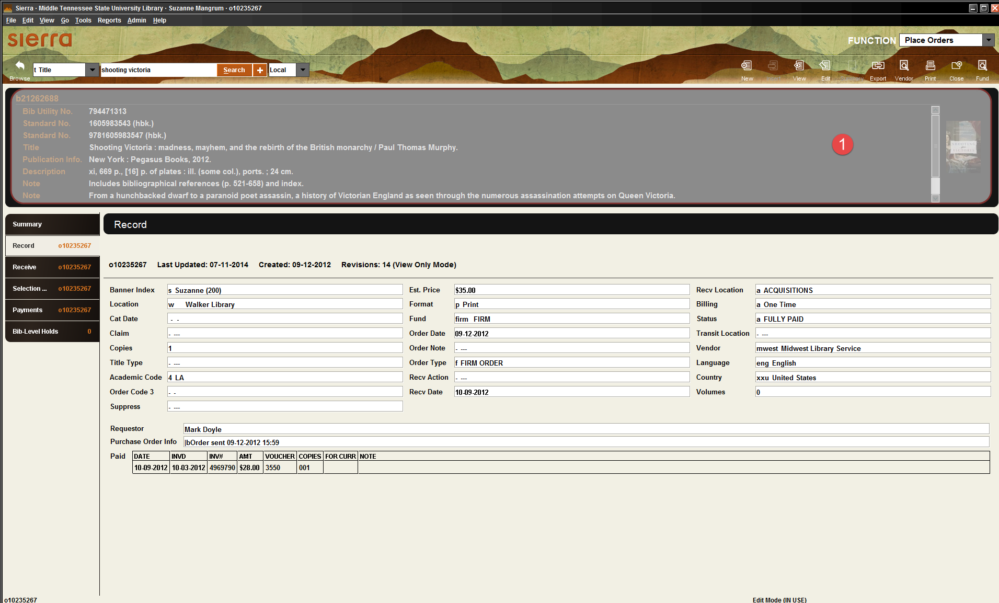 Sierra · Middle Tennessee State University Library · Suzanne Mangrum · o10235267
File Edit View Go Tools Reports Admin Help
sierra
FUNCTION Place Orders
Browse t Title shooting victoria Search + Local
New Insert View Edit Summary Export Vendor Print Close Fund
b21262688
Bib Utility No. 794471313
Standard No. 1605983543 (hbk.)
Standard No. 9781605983547 (hbk.)
Title Shooting Victoria : madness, mayhem, and the rebirth of the British monarchy / Paul Thomas Murphy.
Publication Info. New York : Pegasus Books, 2012.
Description xi, 669 p., [16] p. of plates : ill. (some col.), ports. ; 24 cm.
Note Includes bibliographical references (p. 521-658) and index.
Note From a hunchbacked dwarf to a paranoid poet assassin, a history of Victorian England as seen through the numerous assassination attempts on Queen Victoria.
1
SHOOTING
VICTORIA
Summary
Record o10235267
Receive o10235267
Selection ... o10235267
Payments o10235267
Bib-Level Holds 0
Record
o10235267 Last Updated: 07-11-2014 Created: 09-12-2012 Revisions: 14 (View Only Mode)
Banner Index s Suzanne (200) Est. Price $35.00 Recv Location a ACQUISITIONS
Location w Walker Library Format p Print Billing a One Time
Cat Date - - Fund firm FIRM Status a FULLY PAID
Claim - --- Order Date 09-12-2012 Transit Location - ---
Copies 1 Order Note - --- Vendor mwest Midwest Library Service
Title Type - --- Order Type f FIRM ORDER Language eng English
Academic Code 4 LA Recv Action - --- Country xxu United States
Order Code 3 - - Recv Date 10-09-2012 Volumes 0
Suppress - ---
Requestor Mark Doyle
Purchase Order Info |bOrder sent 09-12-2012 15:59
Paid DATE INVD INV# AMT VOUCHER COPIES FOR CURR NOTE
10-09-2012 10-03-2012 4969790 $28.00 3550 001
o10235267 Edit Mode (IN USE)